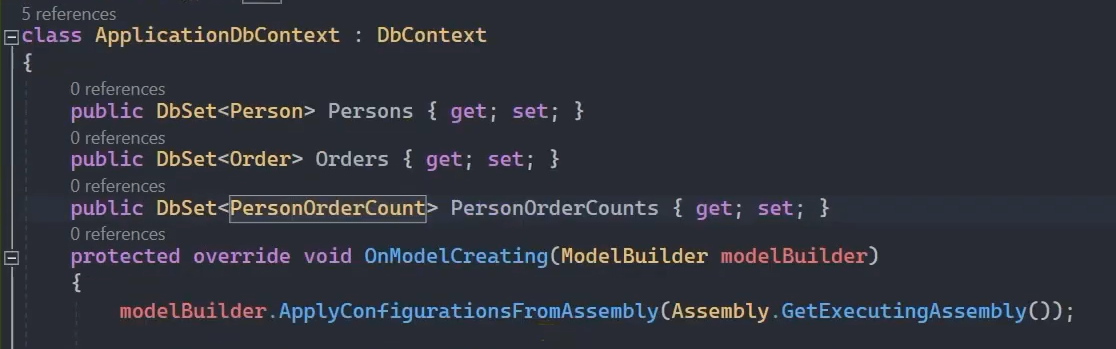 5 references
class ApplicationDbContext : DbContext
{
0 references
public DbSet<Person> Persons { get; set; }
0 references
public DbSet<Order> Orders { get; set; }
0 references
public DbSet<PersonOrderCount> PersonOrderCounts { get; set; }
0 references
protected override void OnModelCreating(ModelBuilder modelBuilder)
{
modelBuilder.ApplyConfigurationsFromAssembly(Assembly.GetExecutingAssembly());